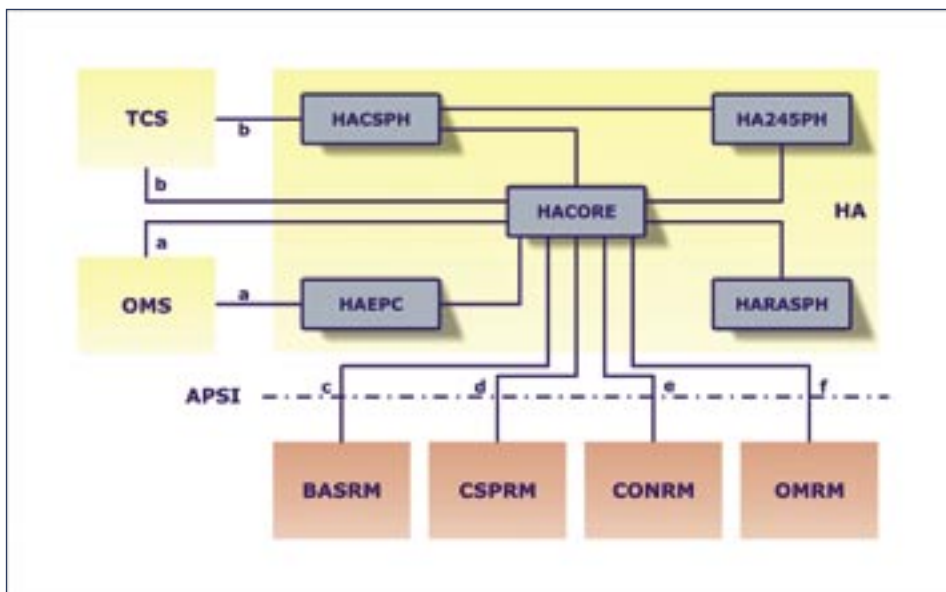 TCS
b
HACSPH
HA245PH
b
HACORE
HA
a
OMS
a
HAEPC
HARASPH
c
d
e
f
APSI
BASRM
CSPRM
CONRM
OMRM